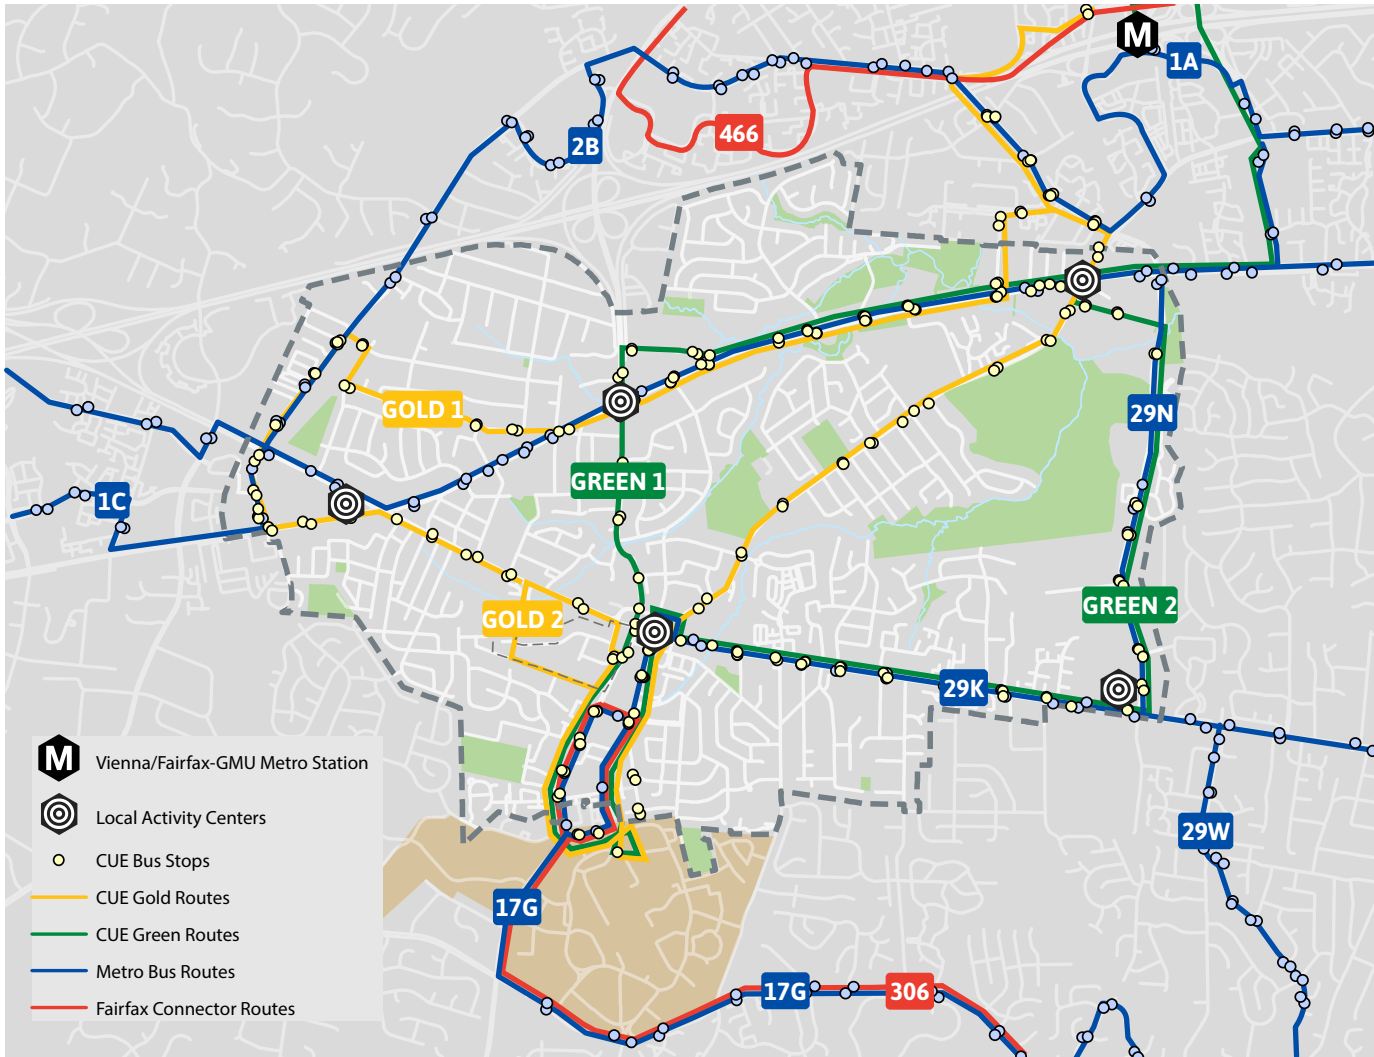 M
1A
2B
466
GOLD 1
29N
GREEN 1
1C
GREEN 2
GOLD 2
29K
M Vienna/Fairfax-GMU Metro Station
Local Activity Centers
CUE Bus Stops
CUE Gold Routes
CUE Green Routes
Metro Bus Routes
Fairfax Connector Routes
29W
17G
17G
306